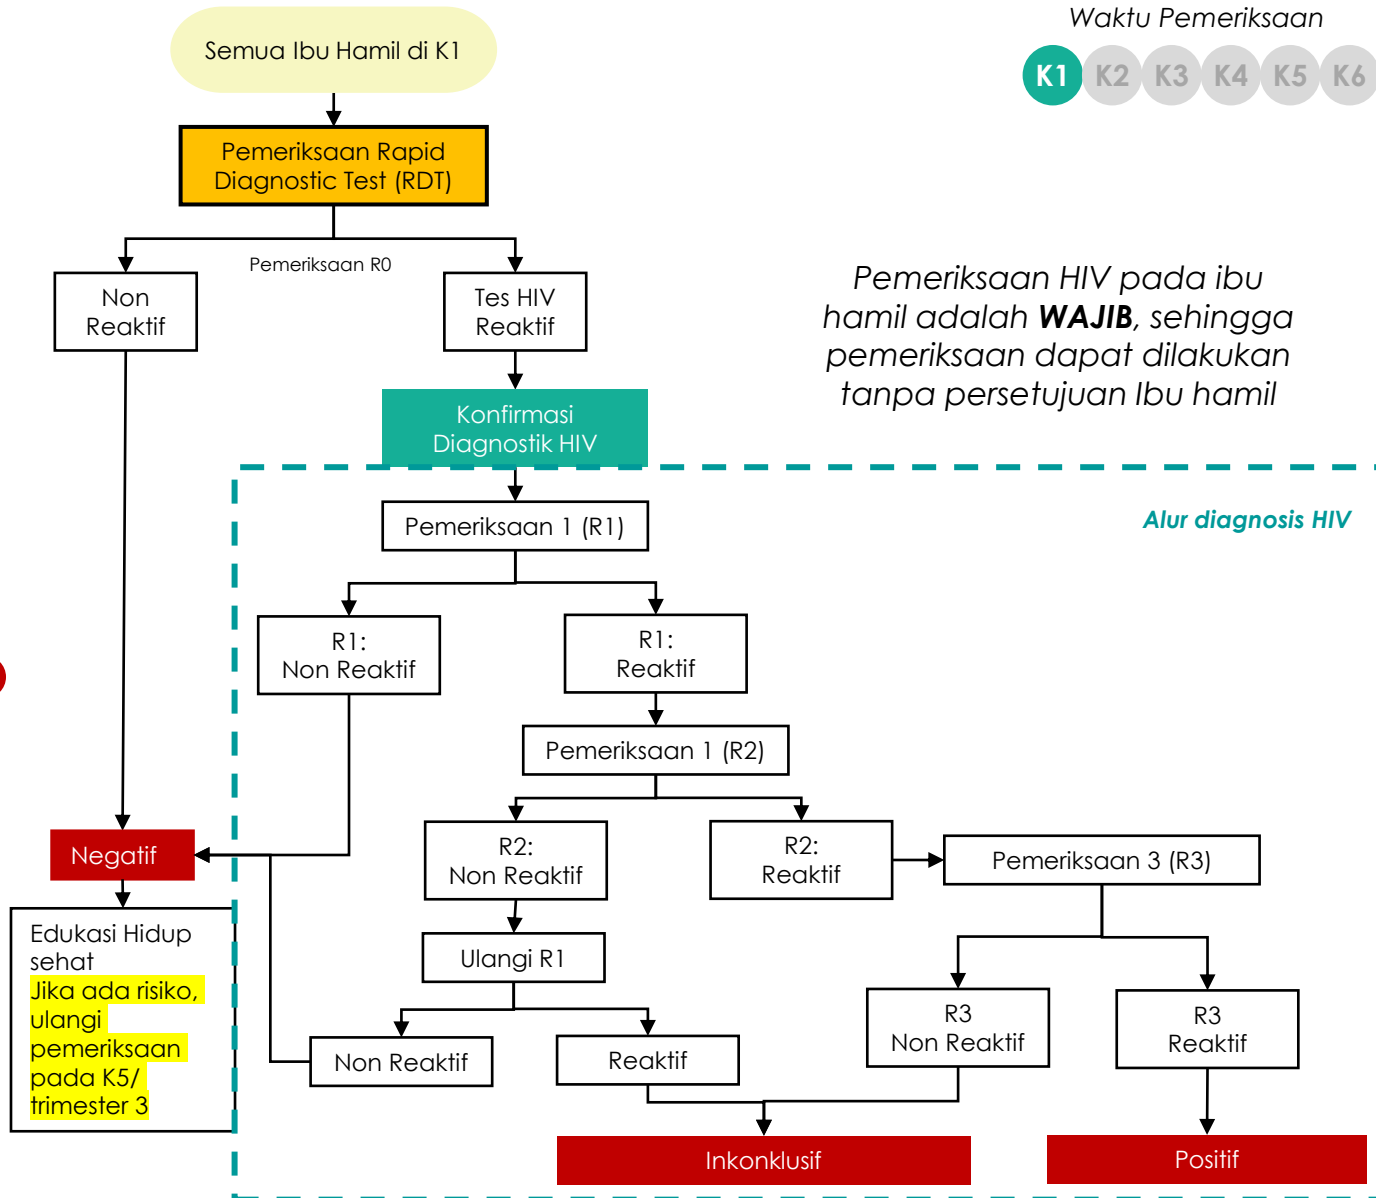 Waktu Pemeriksaan
K1 K2 K3 K4 K5 K6
Semua Ibu Hamil di K1
Pemeriksaan Rapid
Diagnostic Test (RDT)
Pemeriksaan R0
Non
Reaktif
Tes HIV
Reaktif
Pemeriksaan HIV pada ibu
hamil adalah WAJIB, sehingga
pemeriksaan dapat dilakukan
tanpa persetujuan Ibu hamil
Konfirmasi
Diagnostik HIV
Alur diagnosis HIV
Pemeriksaan 1 (R1)
R1:
Non Reaktif
R1:
Reaktif
Pemeriksaan 1 (R2)
Negatif
R2:
Non Reaktif
R2:
Reaktif
Pemeriksaan 3 (R3)
Edukasi Hidup
sehat
Jika ada risiko,
ulangi
pemeriksaan
pada K5/
trimester 3
Ulangi R1
Non Reaktif
Reaktif
R3
Non Reaktif
R3
Reaktif
Inkonklusif
Positif